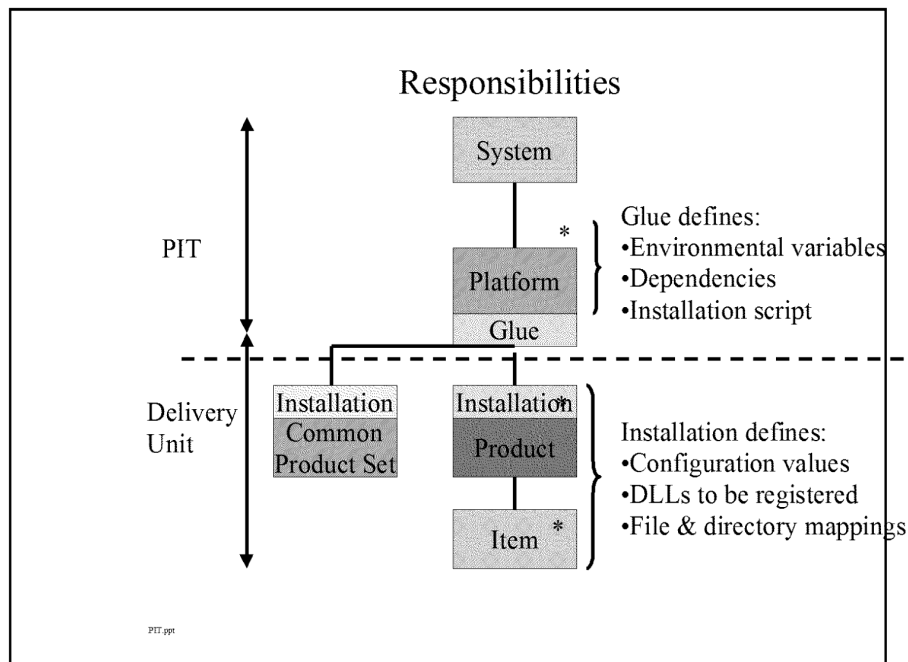 Responsibilities
System
*
PIT
Platform
Glue
Glue defines:
•Environmental variables
•Dependencies
•Installation script
Delivery
Unit
Installation
Common
Product Set
Installation
*
Product
Item
*
Installation defines:
•Configuration values
•DLLs to be registered
•File & directory mappings
PIT.ppt